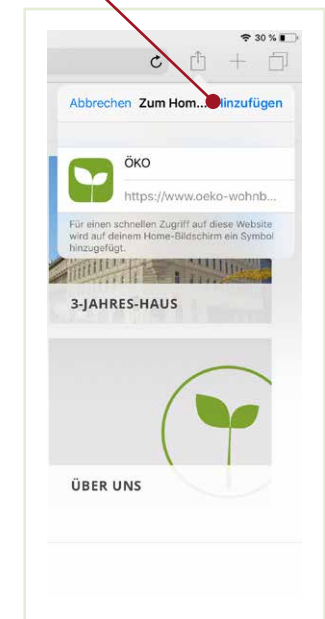 30 %
Abbrechen Zum Hom... Hinzufügen
ÖKO
https://www.oeko-wohnb...
Für einen schnellen Zugriff auf diese Website
wird auf deinem Home-Bildschirm ein Symbol
hinzugefügt.
3-JAHRES-HAUS
ÜBER UNS